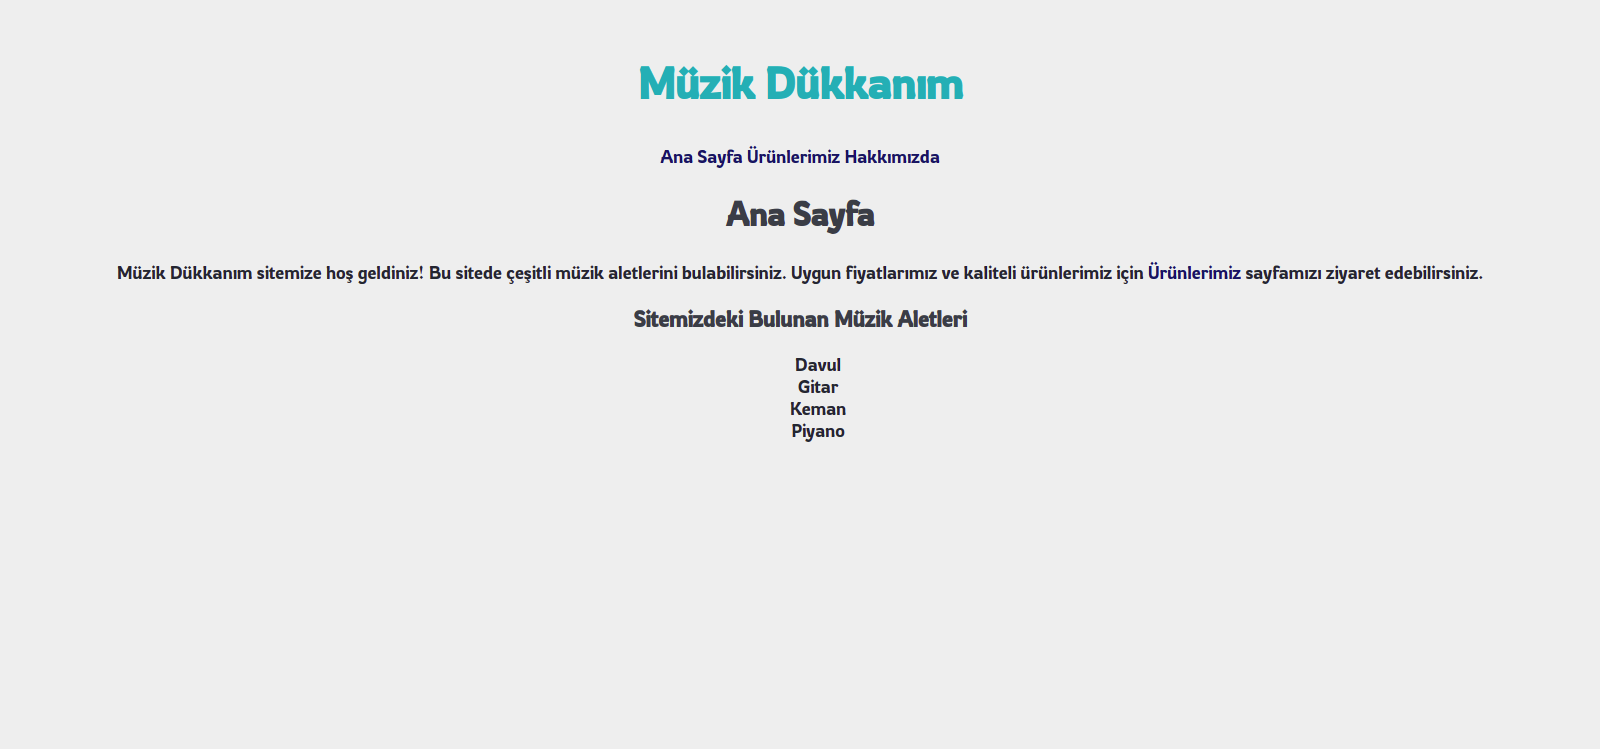 Müzik Dükkanım
Ana Sayfa Ürünlerimiz Hakkımızda
Ana Sayfa
Müzik Dükkanım sitemize hoş geldiniz! Bu sitede çeşitli müzik aletlerini bulabilirsiniz. Uygun fiyatlarımız ve kaliteli ürünlerimiz için Ürünlerimiz sayfamızı ziyaret edebilirsiniz.
Sitemizdeki Bulunan Müzik Aletleri
Davul
Gitar
Keman
Piyano